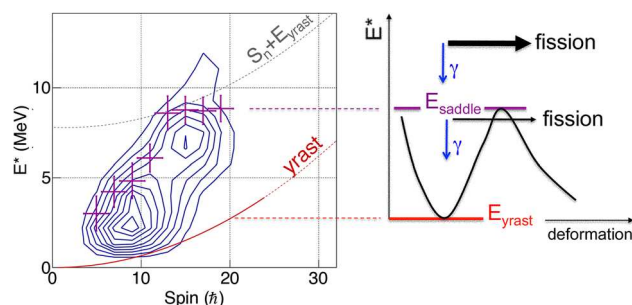 E* (MeV)
10
5
0
0
10
20
30
Spin (ħ)
Sn+Eyrast
yrast
E*
fission
γ
Esaddle
fission
γ
Eyrast
deformation